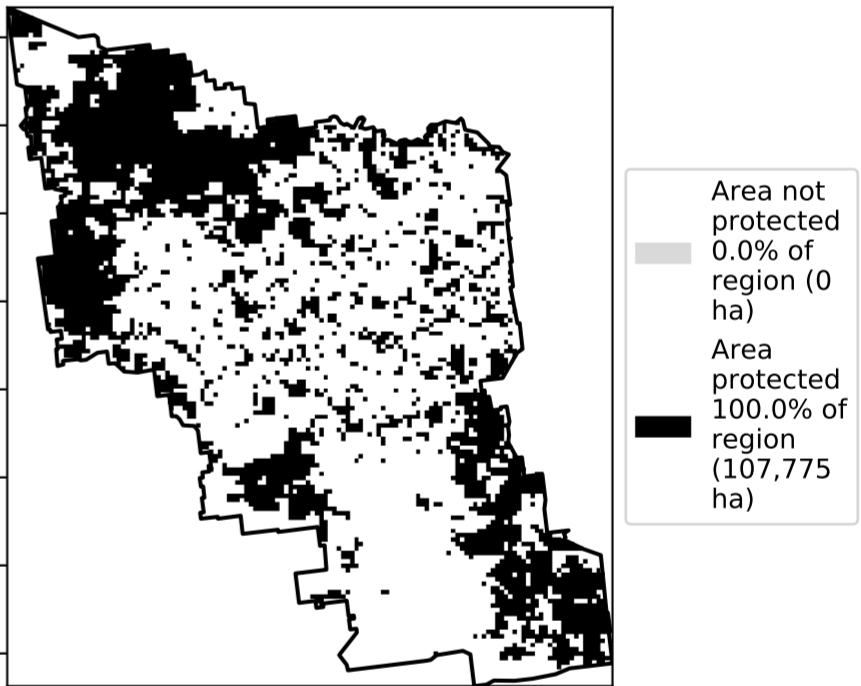 Area not
protected
0.0% of
region (0
ha)
Area
protected
100.0% of
region
(107,775
ha)